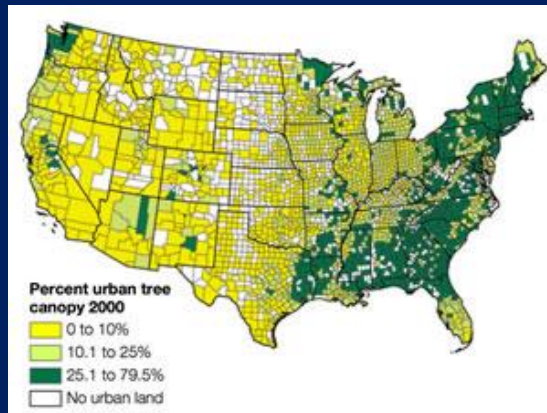 Percent urban tree
canopy 2000
0 to 10%
10.1 to 25%
25.1 to 79.5%
No urban land